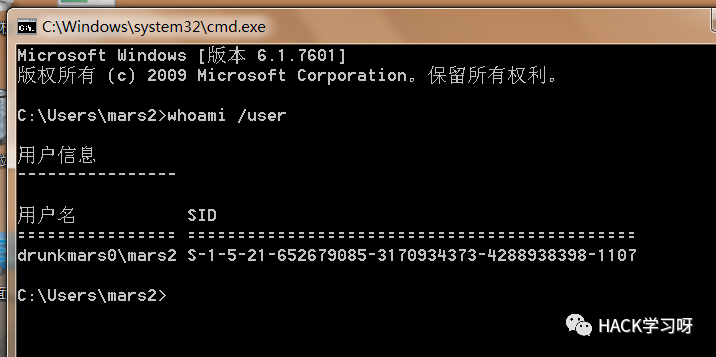 C:\Windows\system32\cmd.exe
Microsoft Windows [版本 6.1.7601]
版权所有 (c) 2009 Microsoft Corporation。保留所有权利。
C:\Users\mars2>whoami /user
用户信息
----------------
用户名 SID
================ =============================================
drunkmars0\mars2 S-1-5-21-652679085-3170934373-4288938398-1107
C:\Users\mars2>
HACK学习呀